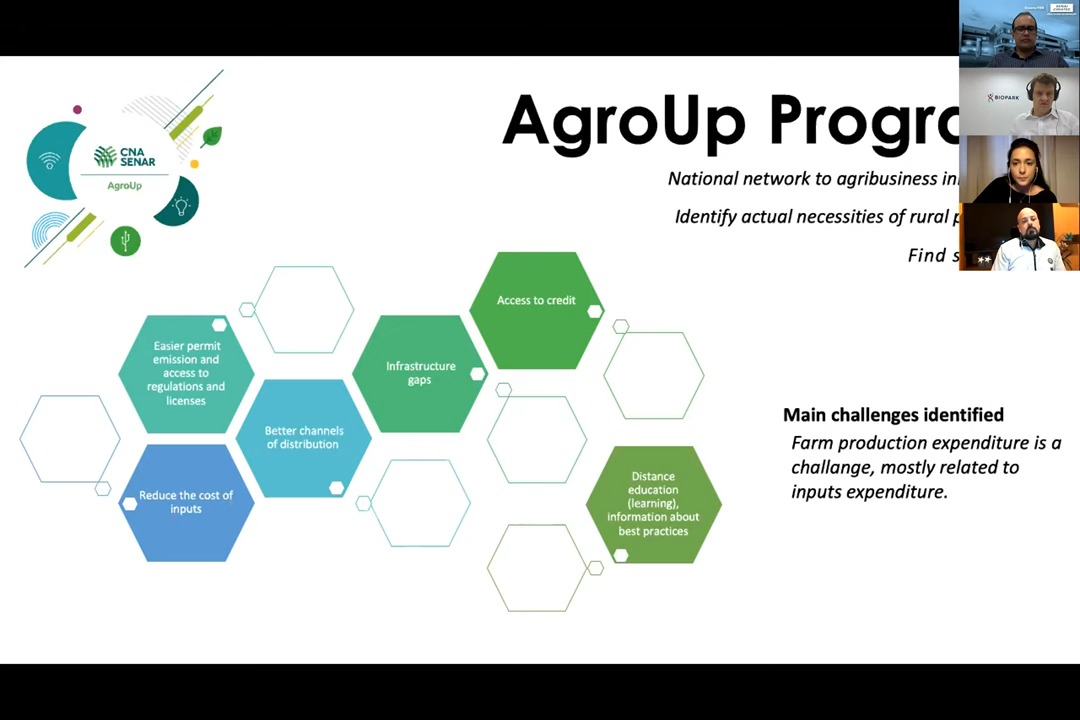 BIOPARK
CNA
SENAR
AgroUp
AgroUp Progra
National network to agribusiness in
Identify actual necessities of rural p
Find s
Access to credit
Easier permit
emission and
access to
regulations and
licenses
Infrastructure
gaps
Better channels
of distribution
Reduce the cost of
inputs
Distance
education
(learning),
information about
best practices
Main challenges identified
Farm production expenditure is a
challange, mostly related to
inputs expenditure.